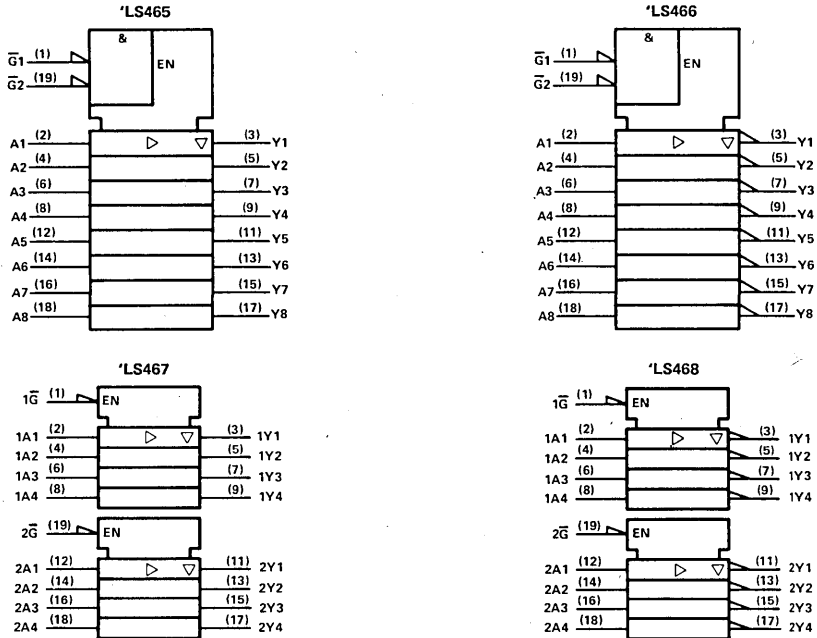 'LS465
&
EN
G̅1 (1)
G̅2 (19)
A1 (2) ▷ ▽ (3) Y1
A2 (4) (5) Y2
A3 (6) (7) Y3
A4 (8) (9) Y4
A5 (12) (11) Y5
A6 (14) (13) Y6
A7 (16) (15) Y7
A8 (18) (17) Y8
'LS466
&
EN
G̅1 (1)
G̅2 (19)
A1 (2) ▷ ▽ (3) Y1
A2 (4) (5) Y2
A3 (6) (7) Y3
A4 (8) (9) Y4
A5 (12) (11) Y5
A6 (14) (13) Y6
A7 (16) (15) Y7
A8 (18) (17) Y8
'LS467
1G̅ (1) EN
1A1 (2) ▷ ▽ (3) 1Y1
1A2 (4) (5) 1Y2
1A3 (6) (7) 1Y3
1A4 (8) (9) 1Y4
2G̅ (19) EN
2A1 (12) ▷ ▽ (11) 2Y1
2A2 (14) (13) 2Y2
2A3 (16) (15) 2Y3
2A4 (18) (17) 2Y4
'LS468
1G̅ (1) EN
1A1 (2) ▷ ▽ (3) 1Y1
1A2 (4) (5) 1Y2
1A3 (6) (7) 1Y3
1A4 (8) (9) 1Y4
2G̅ (19) EN
2A1 (12) ▷ ▽ (11) 2Y1
2A2 (14) (13) 2Y2
2A3 (16) (15) 2Y3
2A4 (18) (17) 2Y4